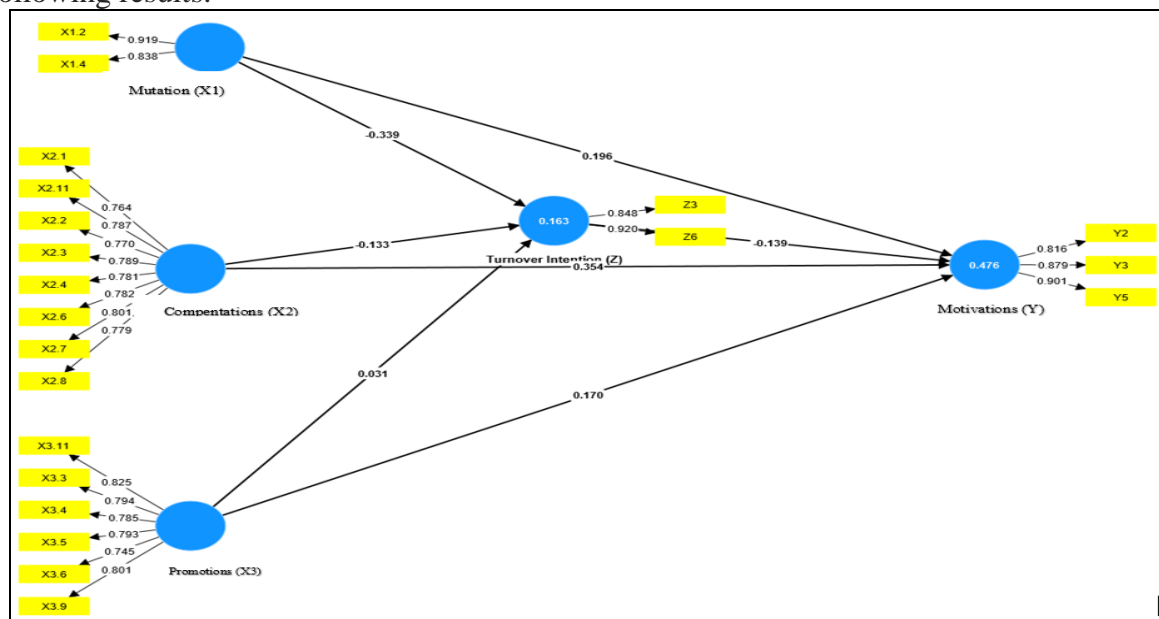 ollowing results.
X1.2
0.919
X1.4
0.838
Mutation (X1)
-0.339
0.196
X2.1
X2.11
X2.2
X2.3
X2.4
X2.6
X2.7
X2.8
0.764
0.787
0.770
0.789
0.781
0.782
0.801
0.779
Compentations (X2)
-0.133
0.163
Turnover Intention (Z)
0.848
0.920
Z3
Z6
-0.139
0.354
0.476
Motivations (Y)
0.816
0.879
0.901
Y2
Y3
Y5
0.031
0.170
X3.11
X3.3
X3.4
X3.5
X3.6
X3.9
0.825
0.794
0.785
0.793
0.745
0.801
Promotions (X3)